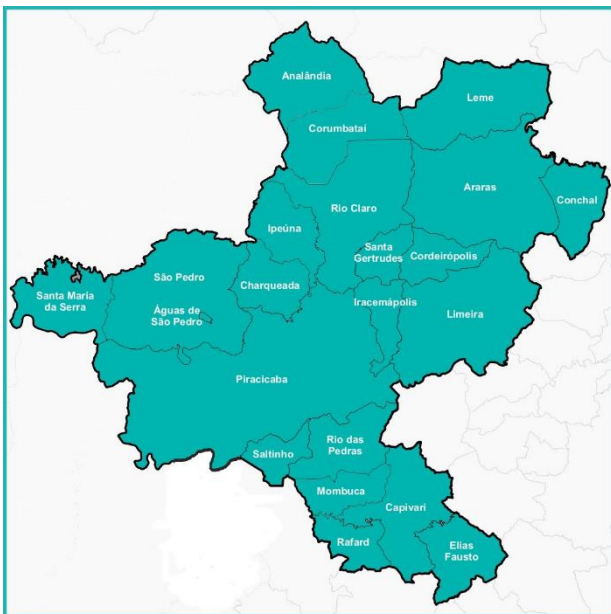 Analândia
Leme
Corumbataí
Araras
Conchal
Rio Claro
Ipeúna
Santa
Gertrudes
Cordeirópolis
São Pedro
Charqueada
Santa Maria
da Serra
Águas de
São Pedro
Iracemápolis
Limeira
Piracicaba
Rio das
Pedras
Saltinho
Mombuca
Capivari
Rafard
Elias
Fausto